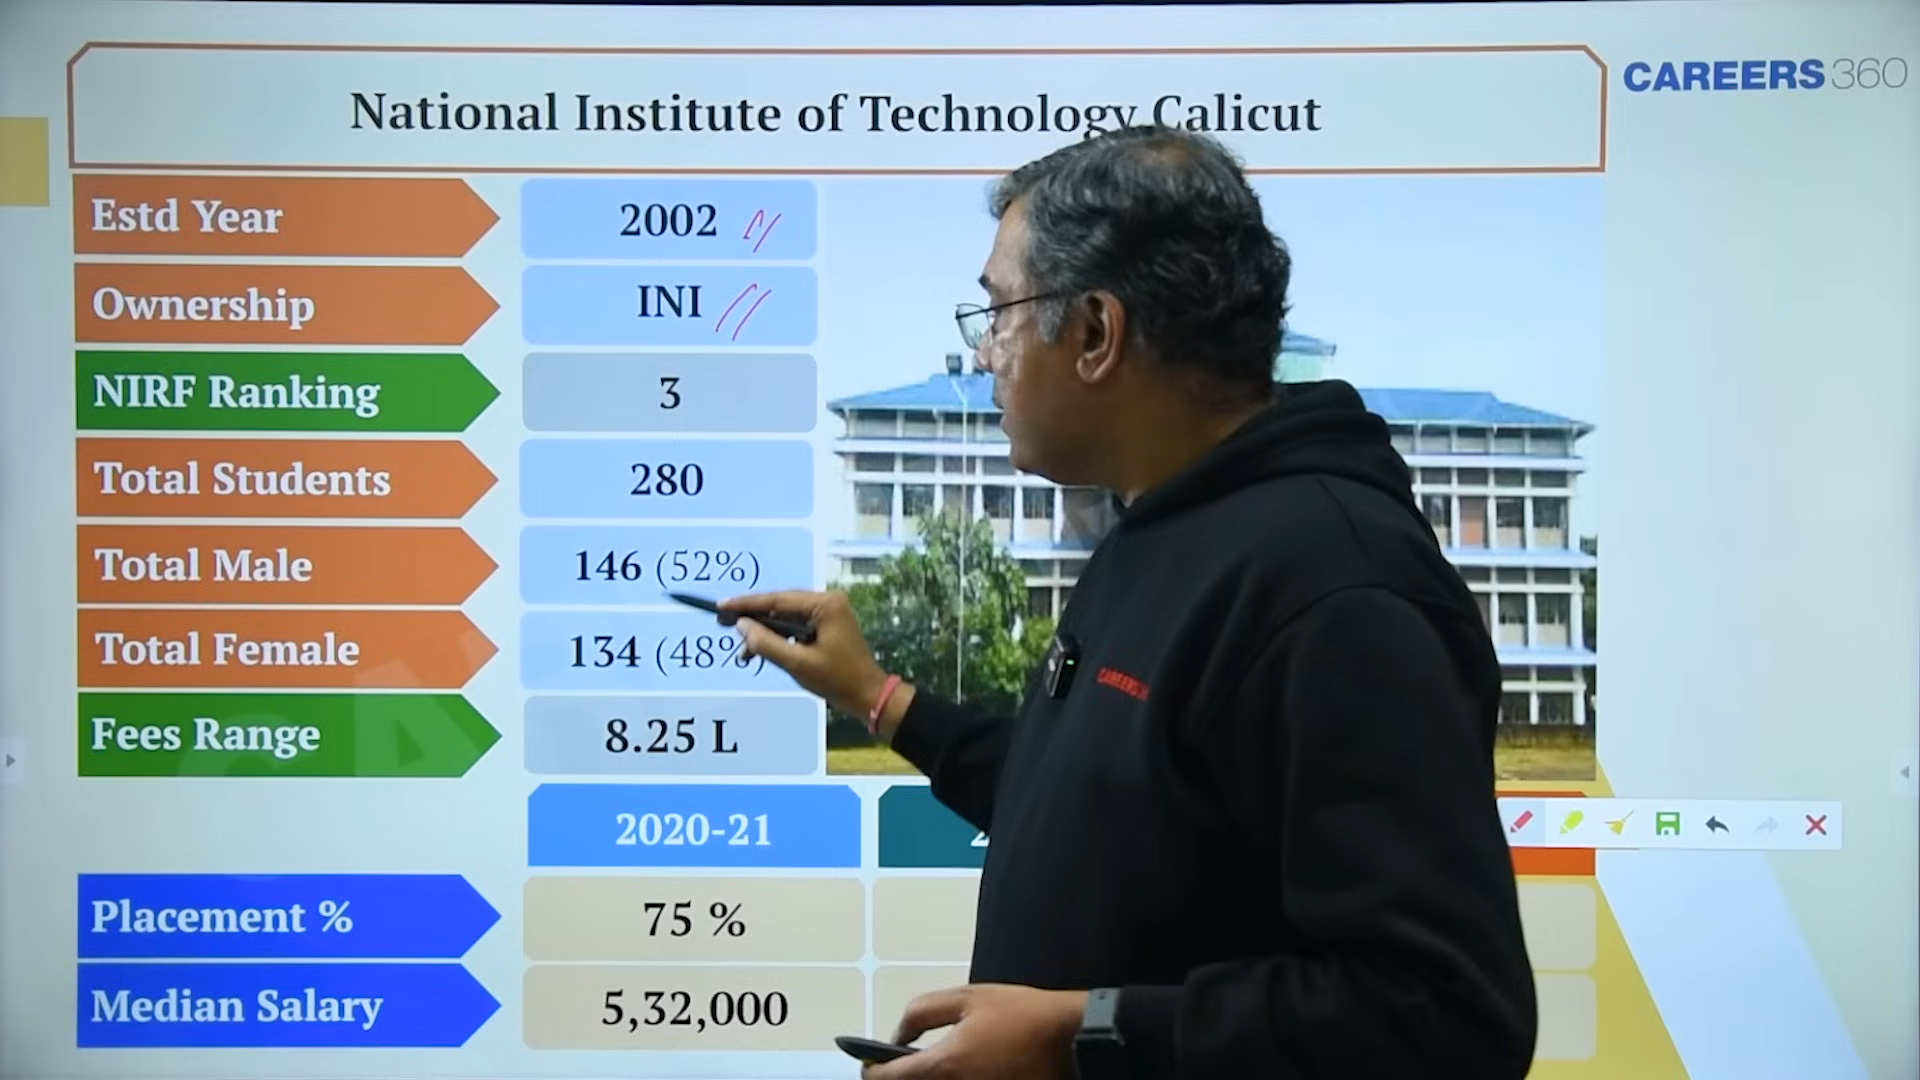 National Institute of Technology Calicut
CAREERS360
Estd Year 2002
Ownership INI
NIRF Ranking 3
Total Students 280
Total Male 146 (52%)
Total Female 134 (48%)
Fees Range 8.25 L
2020-21
Placement % 75 %
Median Salary 5,32,000